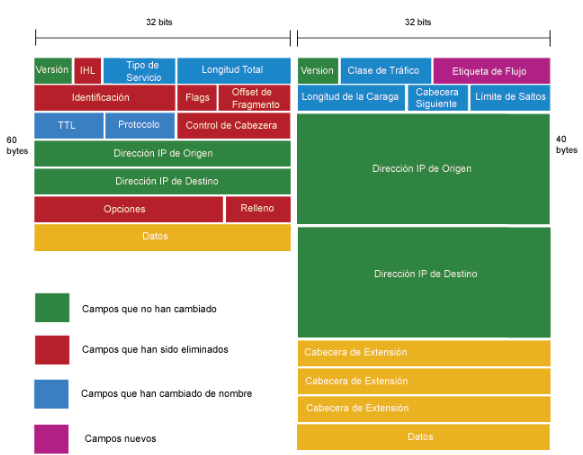 32 bits
32 bits
Versión
IHL
Tipo de
Servicio
Longitud Total
Identificación
Flags
Offset de
Fragmento
TTL
Protocolo
Control de Cabezera
60
bytes
Dirección IP de Origen
Dirección IP de Destino
Opciones
Relleno
Datos
Version
Clase de Tráfico
Etiqueta de Flujo
Longitud de la Caraga
Cabecera
Siguiente
Límite de Saltos
Dirección IP de Origen
40
bytes
Dirección IP de Destino
Cabecera de Extensión
Cabecera de Extensión
Cabecera de Extensión
Datos
Campos que no han cambiado
Campos que han sido eliminados
Campos que han cambiado de nombre
Campos nuevos